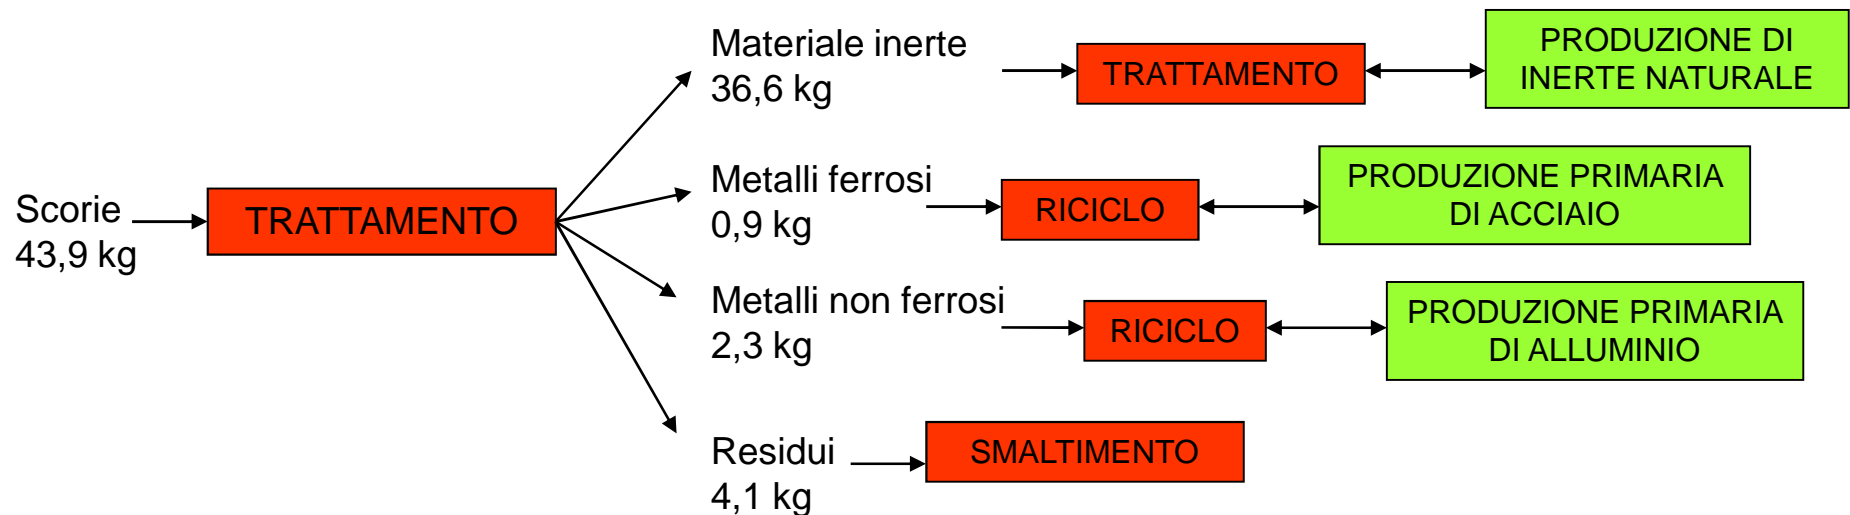 Scorie
43,9 kg
TRATTAMENTO
Materiale inerte
36,6 kg
TRATTAMENTO
PRODUZIONE DI
INERTE NATURALE
Metalli ferrosi
0,9 kg
RICICLO
PRODUZIONE PRIMARIA
DI ACCIAIO
Metalli non ferrosi
2,3 kg
RICICLO
PRODUZIONE PRIMARIA
DI ALLUMINIO
Residui
4,1 kg
SMALTIMENTO